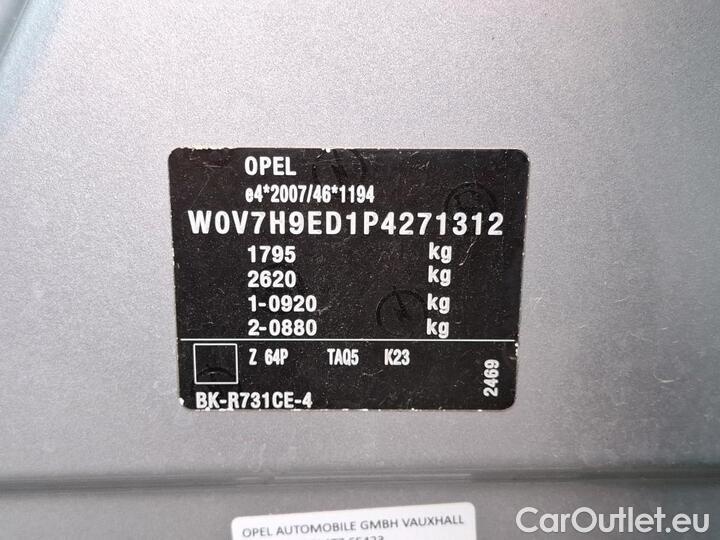 OPEL
e4*2007/46*1194
W0V7H9ED1P4271312
1795 kg
2620 kg
1-0920 kg
2-0880 kg
Z 64P TAQ5 K23
2469
BK-R731CE-4
OPEL AUTOMOBILE GMBH VAUXHALL
CarOutlet.eu